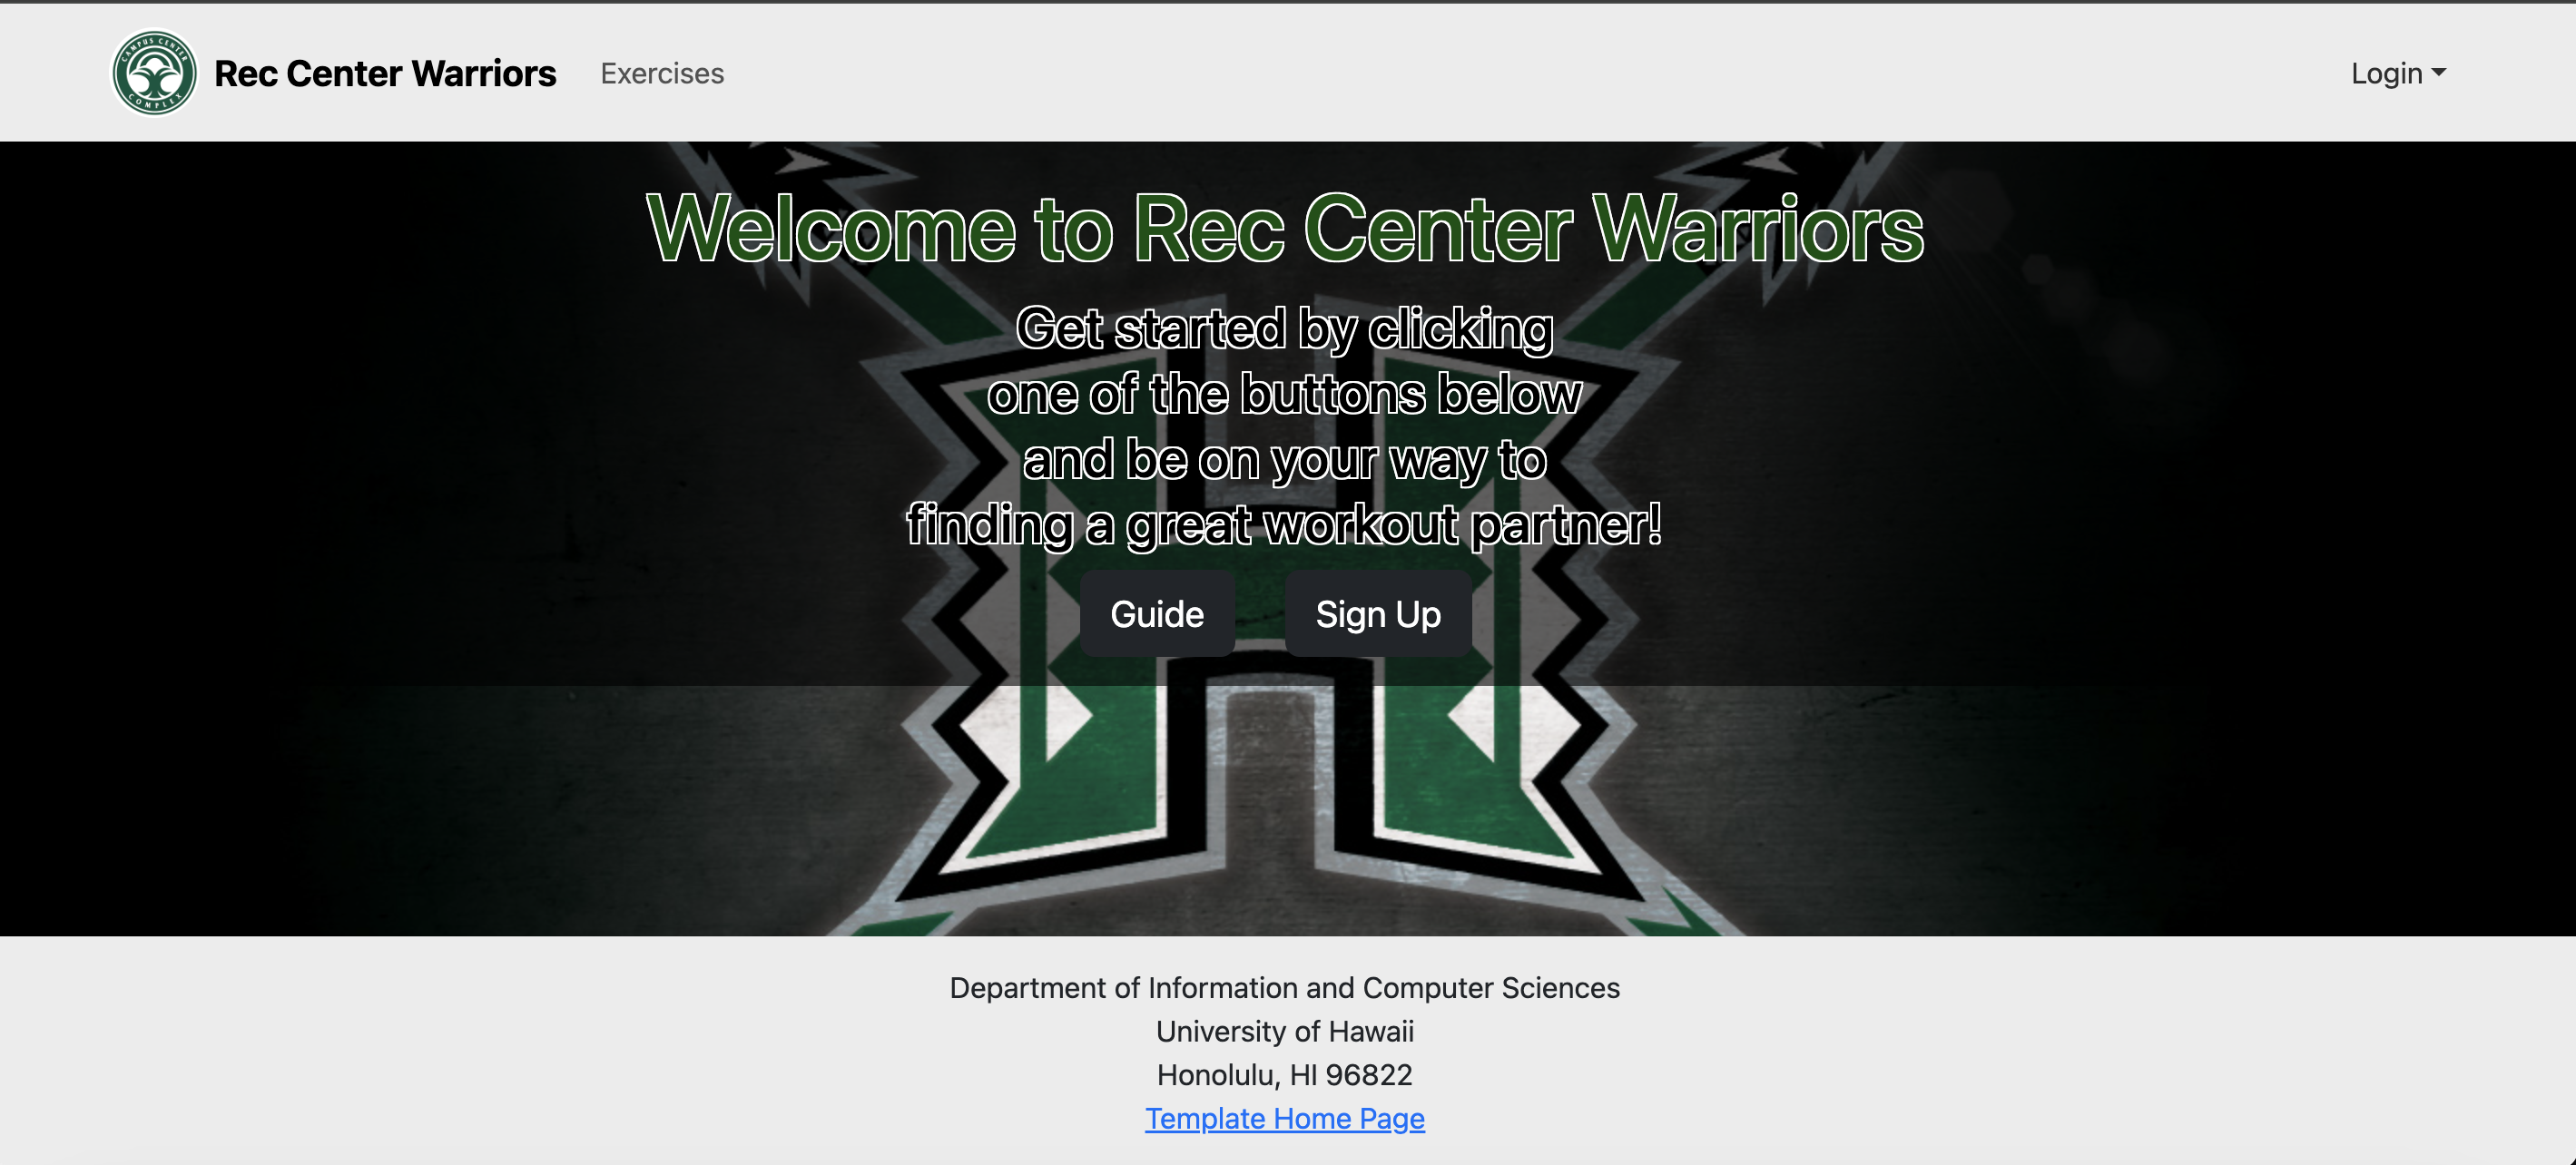 CAMPUS CENTER
COMPLEX
Rec Center Warriors
Exercises
Login
Welcome to Rec Center Warriors
Get started by clicking
one of the buttons below
and be on your way to
finding a great workout partner!
Guide
Sign Up
Department of Information and Computer Sciences
University of Hawaii
Honolulu, HI 96822
Template Home Page